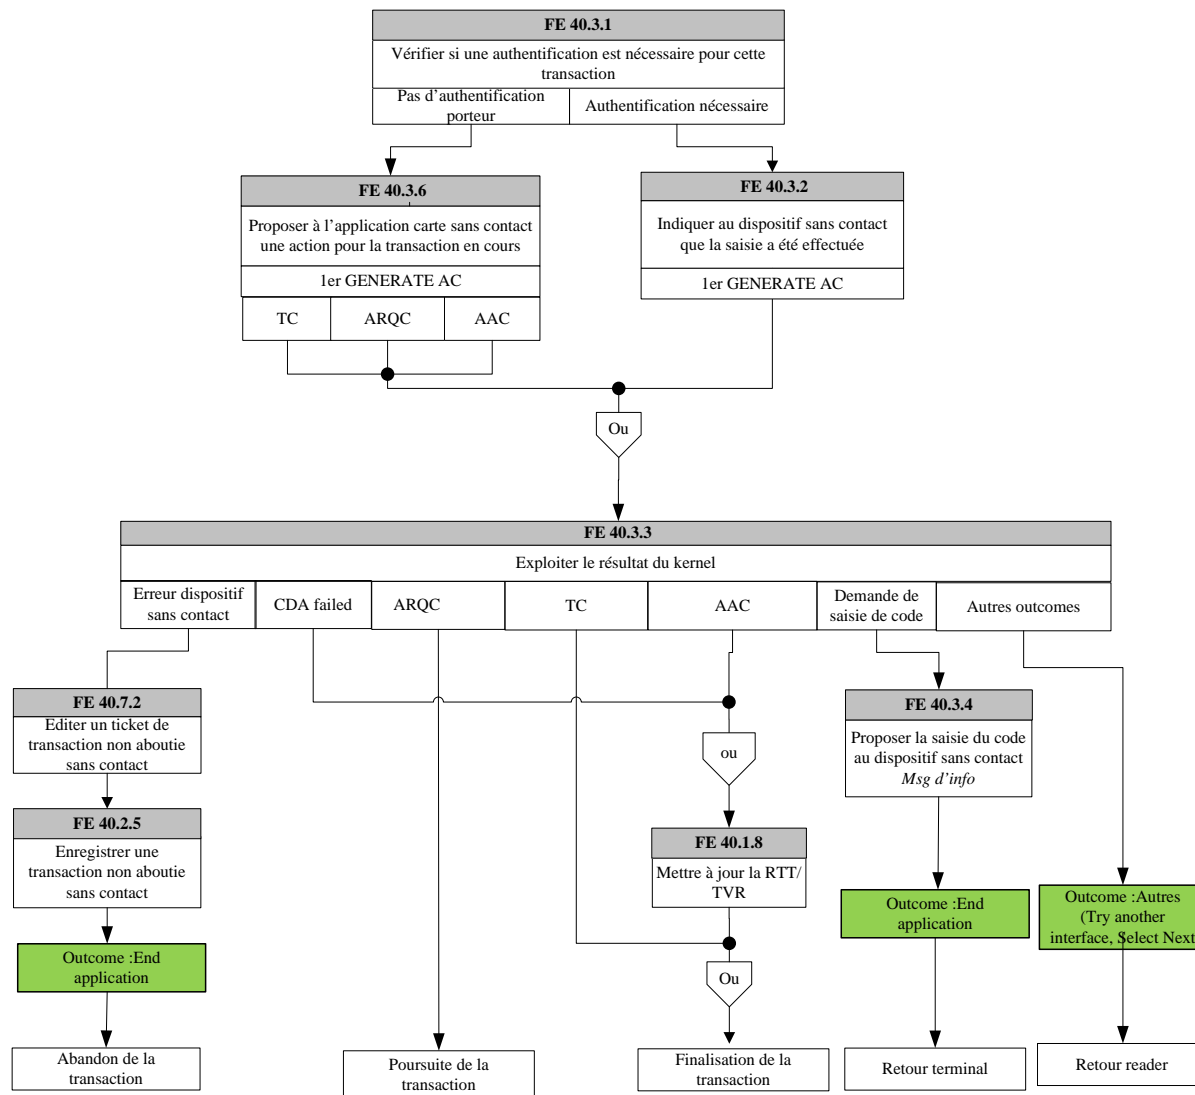 FE 40.3.1
Vérifier si une authentification est nécessaire pour cette
transaction
Pas d’authentification
porteur
Authentification nécessaire
FE 40.3.6
Proposer à l’application carte sans contact
une action pour la transaction en cours
1er GENERATE AC
TC
ARQC
AAC
FE 40.3.2
Indiquer au dispositif sans contact
que la saisie a été effectuée
1er GENERATE AC
Ou
FE 40.3.3
Exploiter le résultat du kernel
Erreur dispositif
sans contact
CDA failed
ARQC
TC
AAC
Demande de
saisie de code
Autres outcomes
FE 40.7.2
Editer un ticket de
transaction non aboutie
sans contact
FE 40.2.5
Enregistrer une
transaction non aboutie
sans contact
Outcome :End
application
Abandon de la
transaction
Poursuite de la
transaction
ou
FE 40.1.8
Mettre à jour la RTT/
TVR
Ou
Finalisation de la
transaction
FE 40.3.4
Proposer la saisie du code
au dispositif sans contact
Msg d’info
Outcome :End
application
Retour terminal
Outcome :Autres
(Try another
interface, Select Next
Retour reader